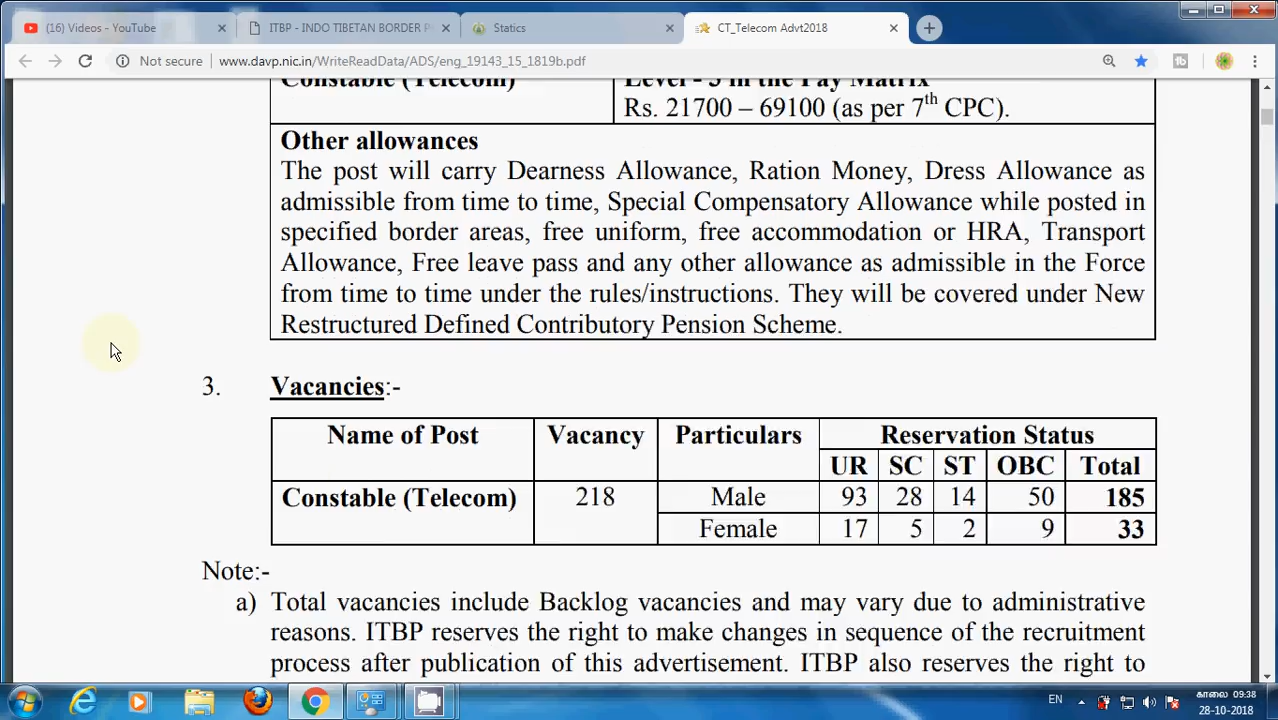 (16) Videos - YouTube
ITBP - INDO TIBETAN BORDER P
Statics
CT_Telecom Advt2018
Not secure
www.davp.nic.in/WriteReadData/ADS/eng_19143_15_1819b.pdf
Constable (Telecom)
Level - 3 in the Pay Matrix
Rs. 21700 – 69100 (as per 7th CPC).
Other allowances
The post will carry Dearness Allowance, Ration Money, Dress Allowance as
admissible from time to time, Special Compensatory Allowance while posted in
specified border areas, free uniform, free accommodation or HRA, Transport
Allowance, Free leave pass and any other allowance as admissible in the Force
from time to time under the rules/instructions. They will be covered under New
Restructured Defined Contributory Pension Scheme.
3. Vacancies:-
Name of Post Vacancy Particulars Reservation Status
UR SC ST OBC Total
Constable (Telecom) 218 Male 93 28 14 50 185
Female 17 5 2 9 33
Note:-
a) Total vacancies include Backlog vacancies and may vary due to administrative
reasons. ITBP reserves the right to make changes in sequence of the recruitment
process after publication of this advertisement. ITBP also reserves the right to
EN
காலை 09:38
28-10-2018